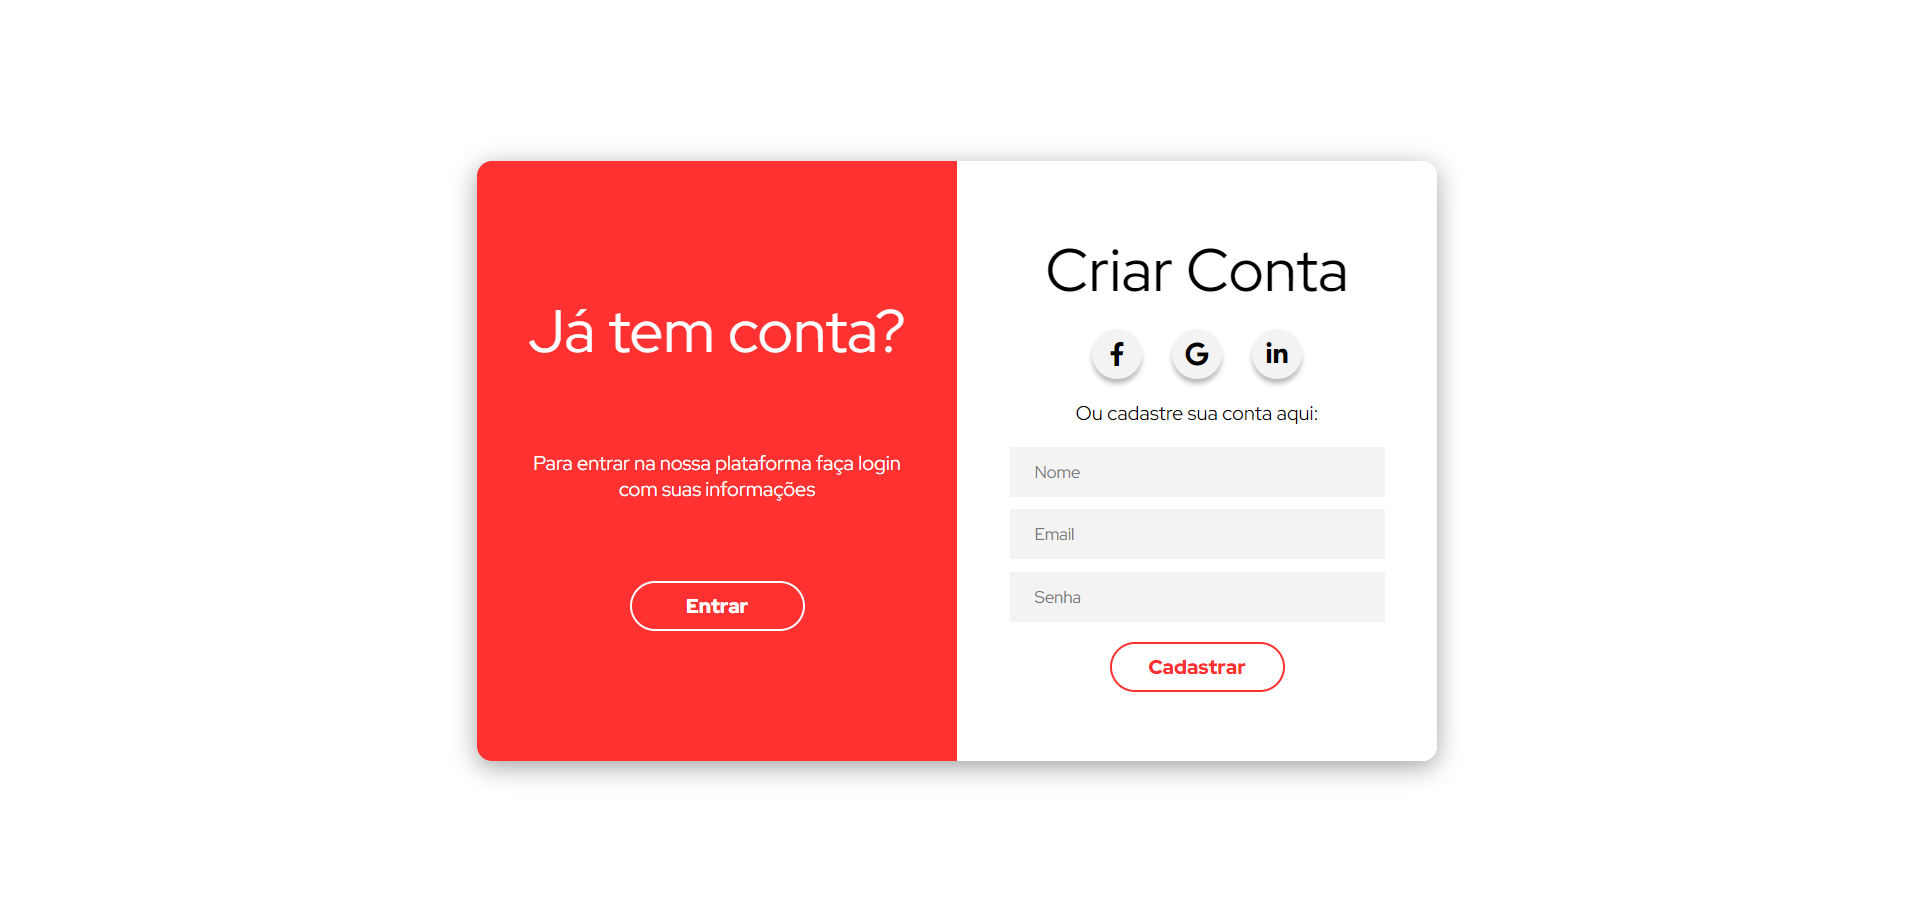 Já tem conta?
Para entrar na nossa plataforma faça login
com suas informações
Entrar
Criar Conta
f G in
Ou cadastre sua conta aqui:
Nome
Email
Senha
Cadastrar